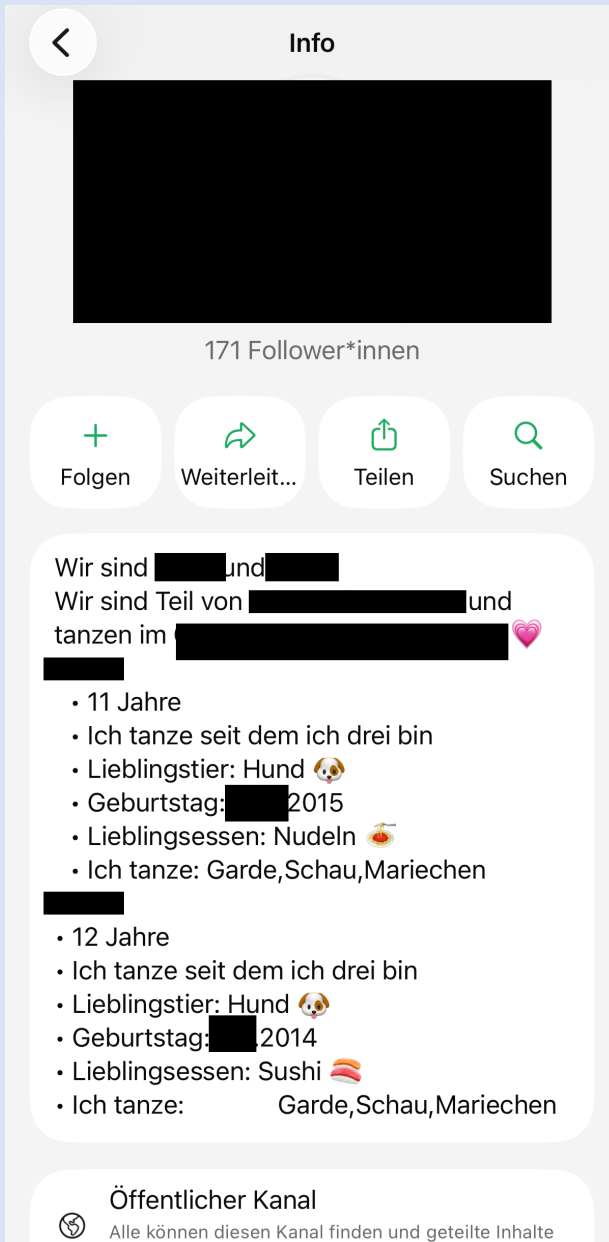 Info
171 Follower*innen
Folgen
Weiterleit...
Teilen
Suchen
Wir sind und
Wir sind Teil von und
tanzen im 💗
• 11 Jahre
• Ich tanze seit dem ich drei bin
• Lieblingstier: Hund 🐶
• Geburtstag: 2015
• Lieblingsessen: Nudeln 🍝
• Ich tanze: Garde,Schau,Mariechen
• 12 Jahre
• Ich tanze seit dem ich drei bin
• Lieblingstier: Hund 🐶
• Geburtstag: .2014
• Lieblingsessen: Sushi 🍣
• Ich tanze: Garde,Schau,Mariechen
Öffentlicher Kanal
Alle können diesen Kanal finden und geteilte Inhalte